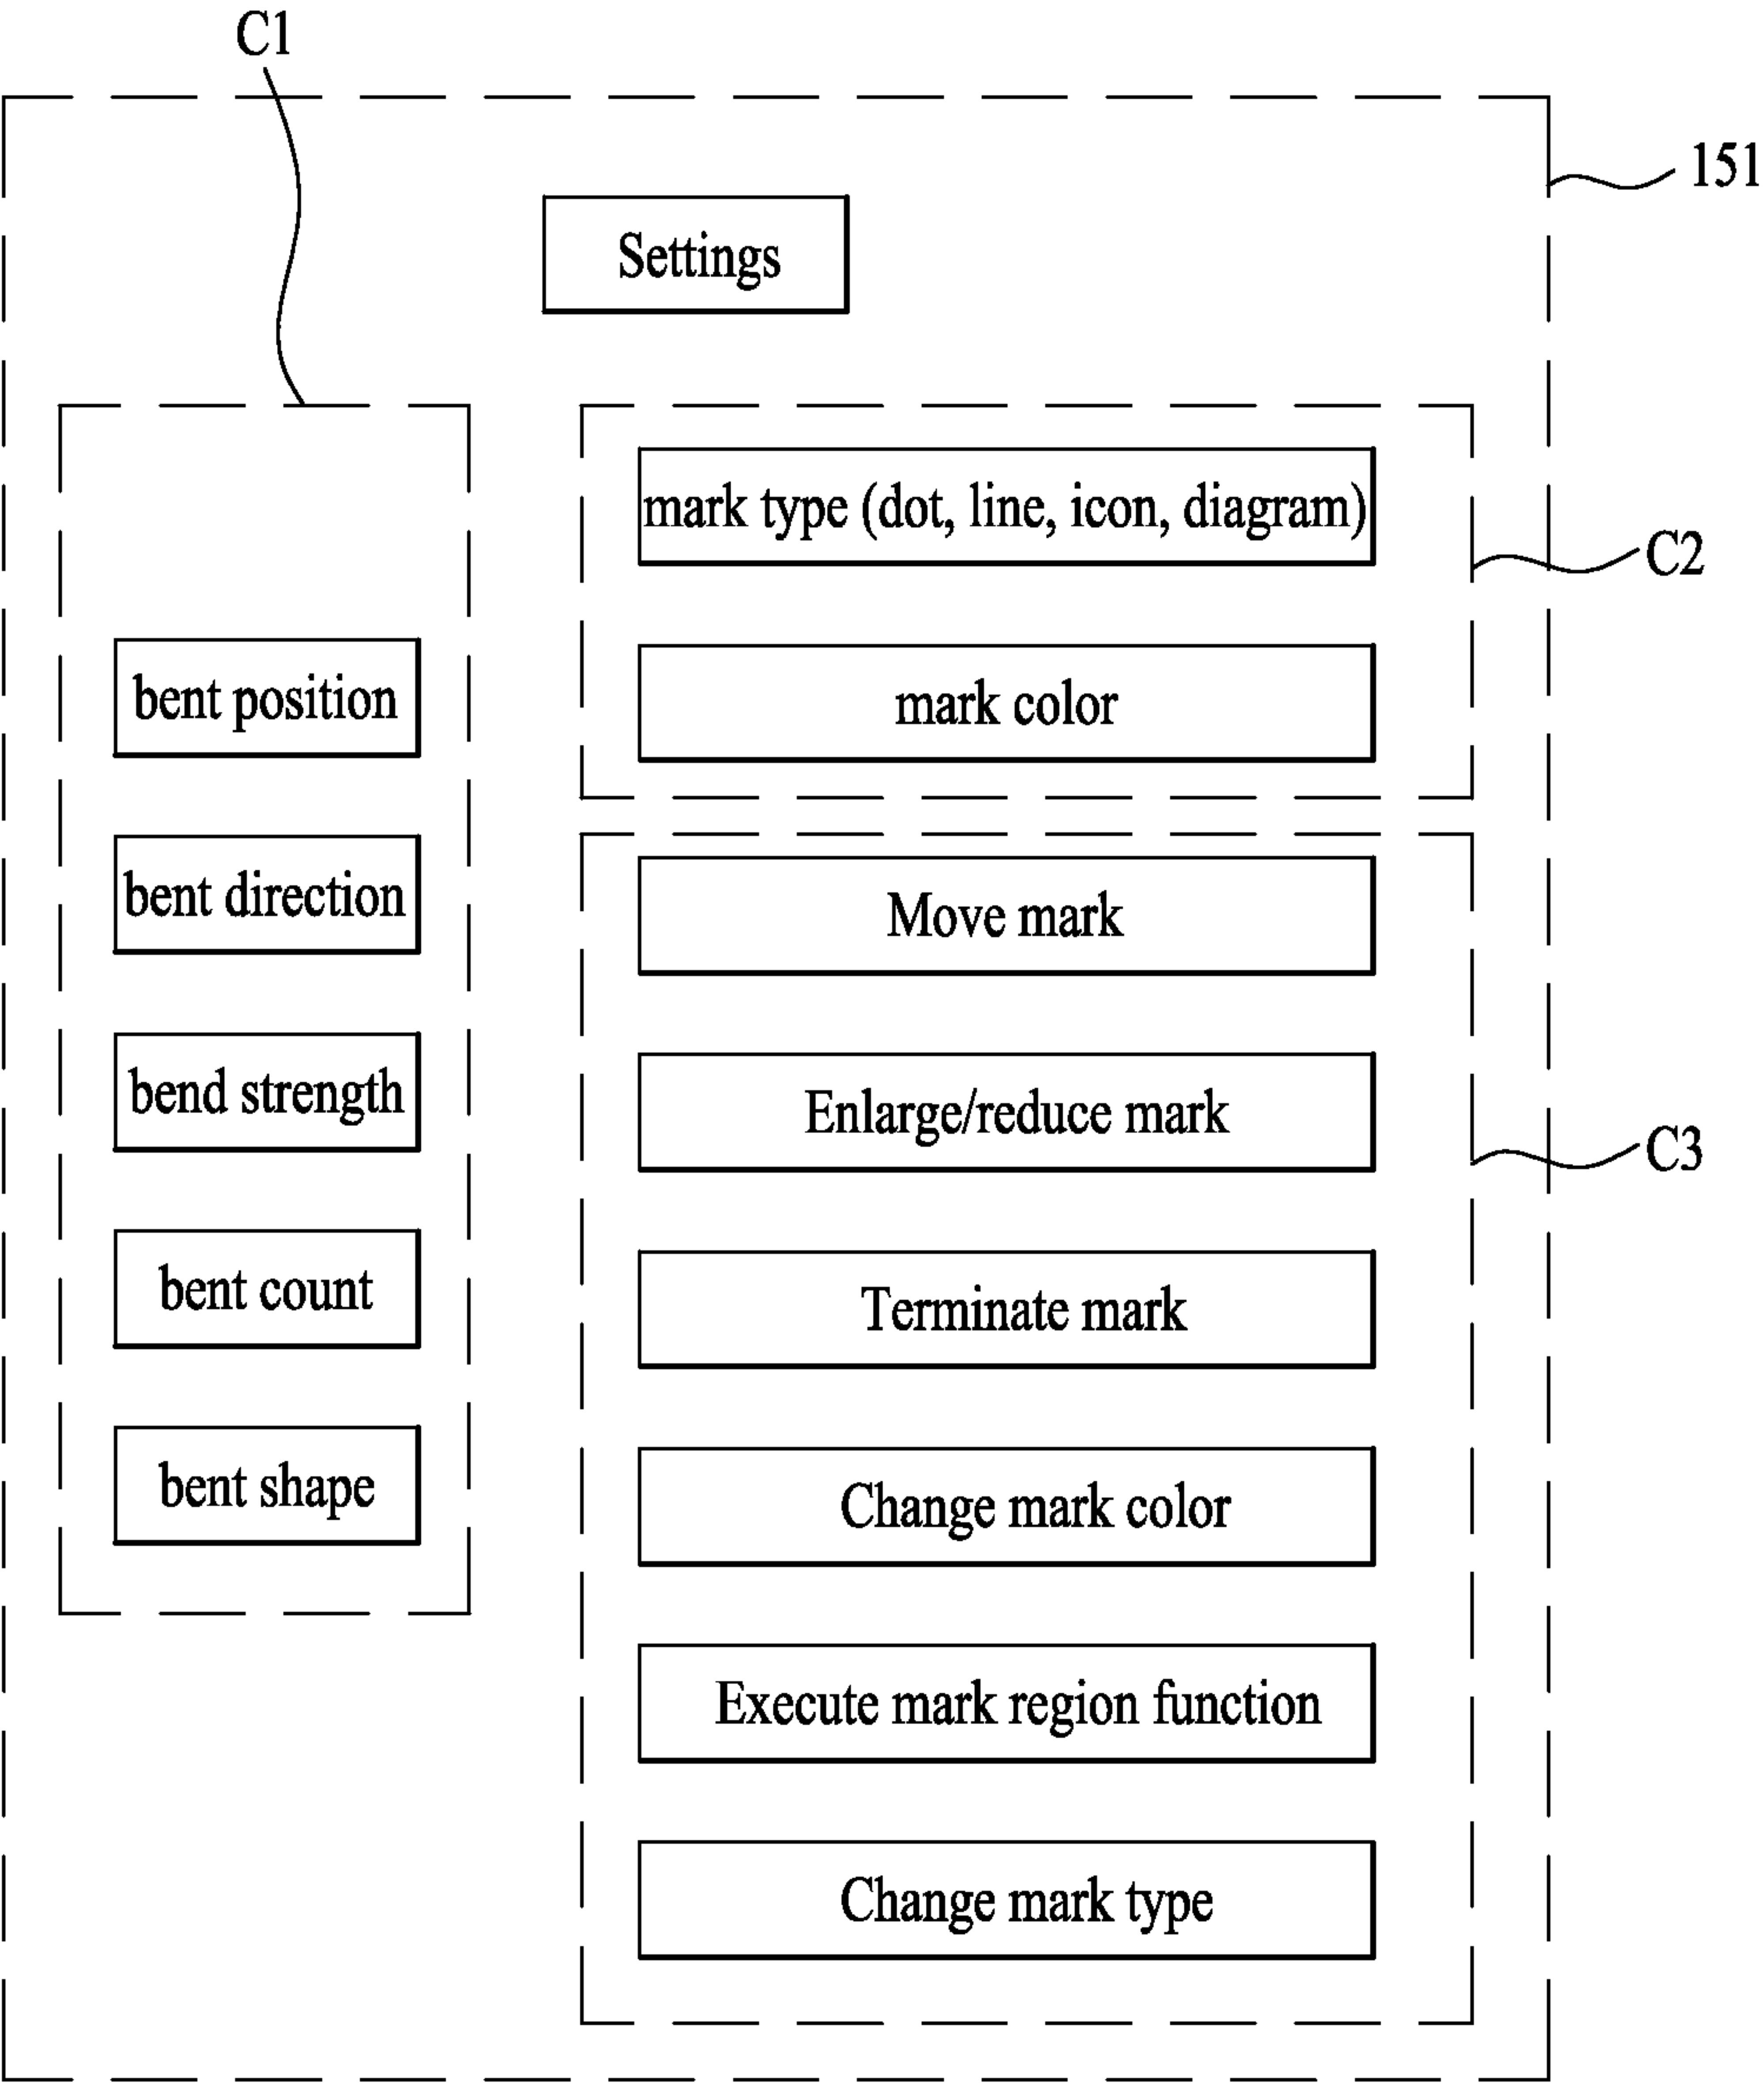 C1
151
Settings
bent position
bent direction
bend strength
bent count
bent shape
mark type (dot, line, icon, diagram)
mark color
C2
Move mark
Enlarge/reduce mark
Terminate mark
Change mark color
Execute mark region function
Change mark type
C3